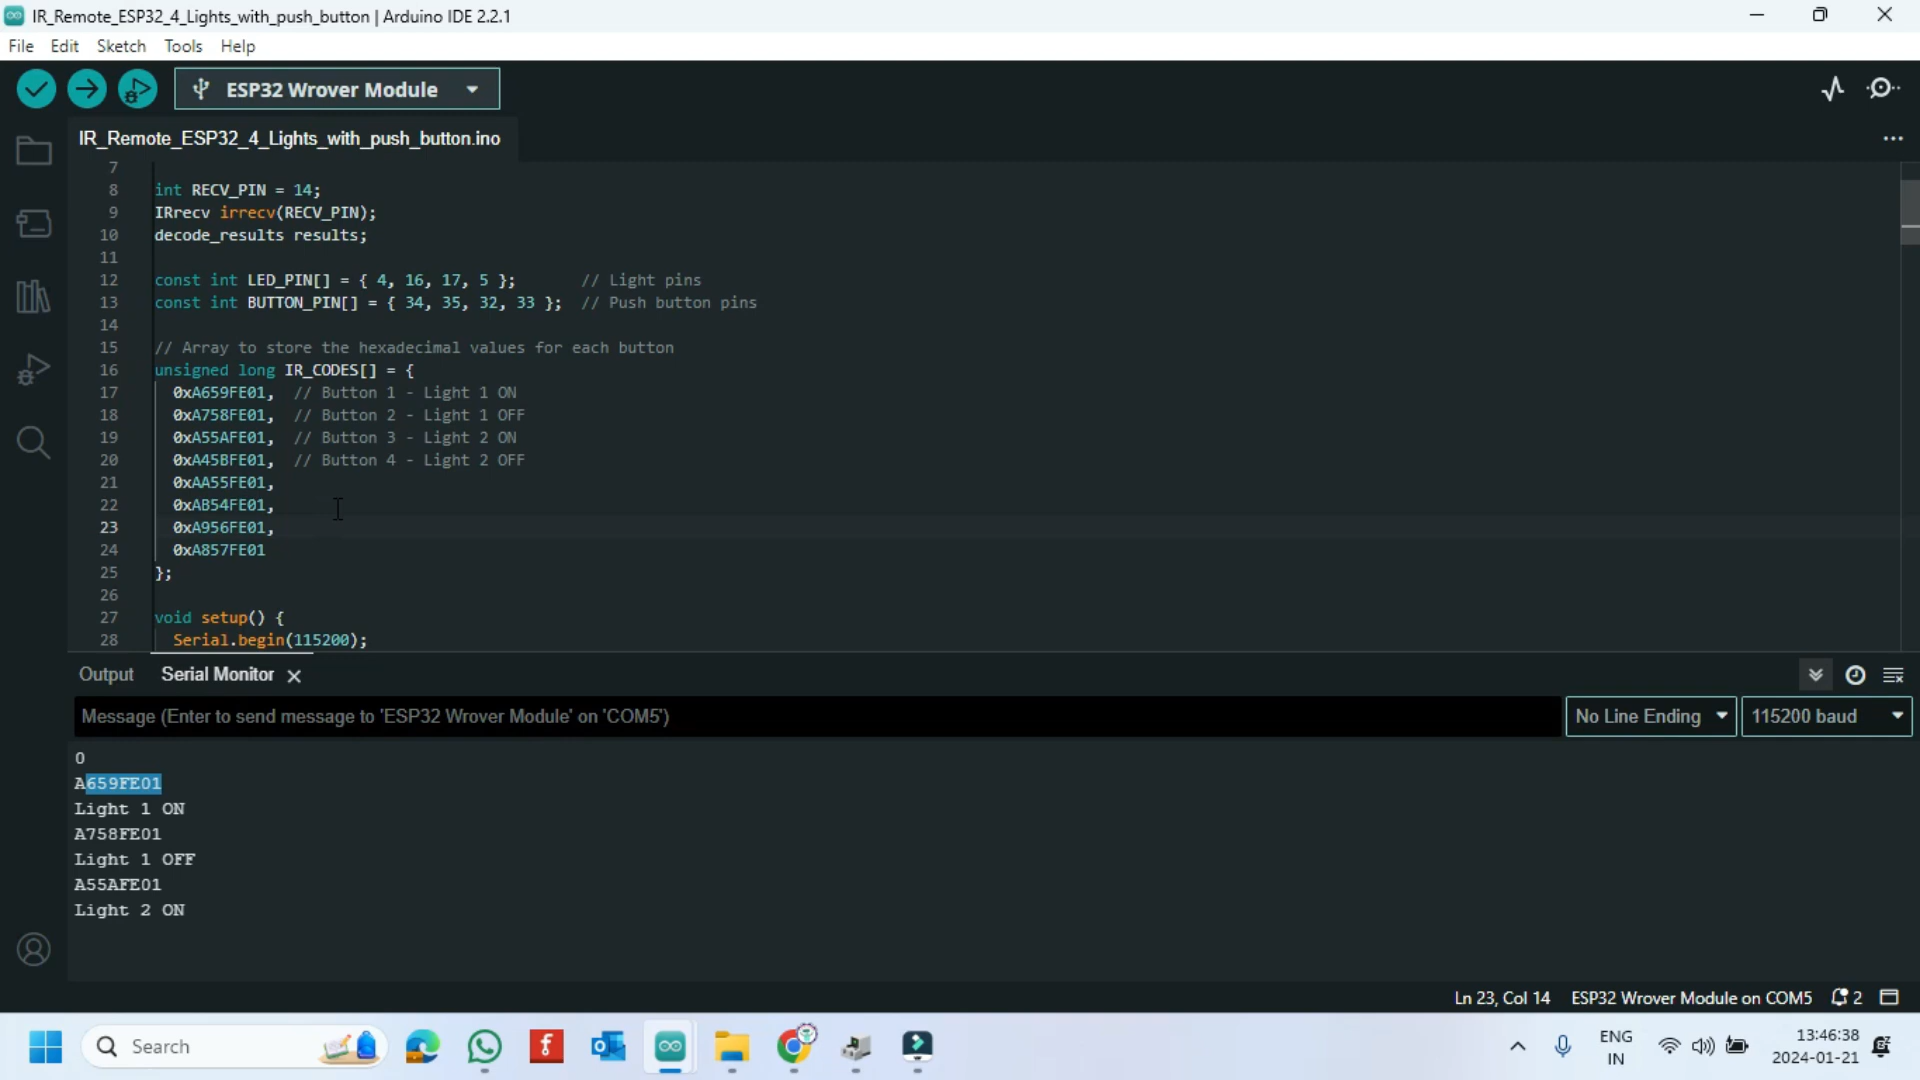 IR_Remote_ESP32_4_Lights_with_push_button | Arduino IDE 2.2.1
File Edit Sketch Tools Help
ESP32 Wrover Module
IR_Remote_ESP32_4_Lights_with_push_button.ino
7
8 int RECV_PIN = 14;
9 IRrecv irrecv(RECV_PIN);
10 decode_results results;
11
12 const int LED_PIN[] = { 4, 16, 17, 5 }; // Light pins
13 const int BUTTON_PIN[] = { 34, 35, 32, 33 }; // Push button pins
14
15 // Array to store the hexadecimal values for each button
16 unsigned long IR_CODES[] = {
17 0xA659FE01, // Button 1 - Light 1 ON
18 0xA758FE01, // Button 2 - Light 1 OFF
19 0xA55AFE01, // Button 3 - Light 2 ON
20 0xA45BFE01, // Button 4 - Light 2 OFF
21 0xAA55FE01,
22 0xAB54FE01,
23 0xA956FE01,
24 0xA857FE01
25 };
26
27 void setup() {
28 Serial.begin(115200);
Output Serial Monitor
Message (Enter to send message to 'ESP32 Wrover Module' on 'COM5') No Line Ending 115200 baud
0
A659FE01
Light 1 ON
A758FE01
Light 1 OFF
A55AFE01
Light 2 ON
Ln 23, Col 14 ESP32 Wrover Module on COM5 2
Search ENG 13:46:38
IN 2024-01-21